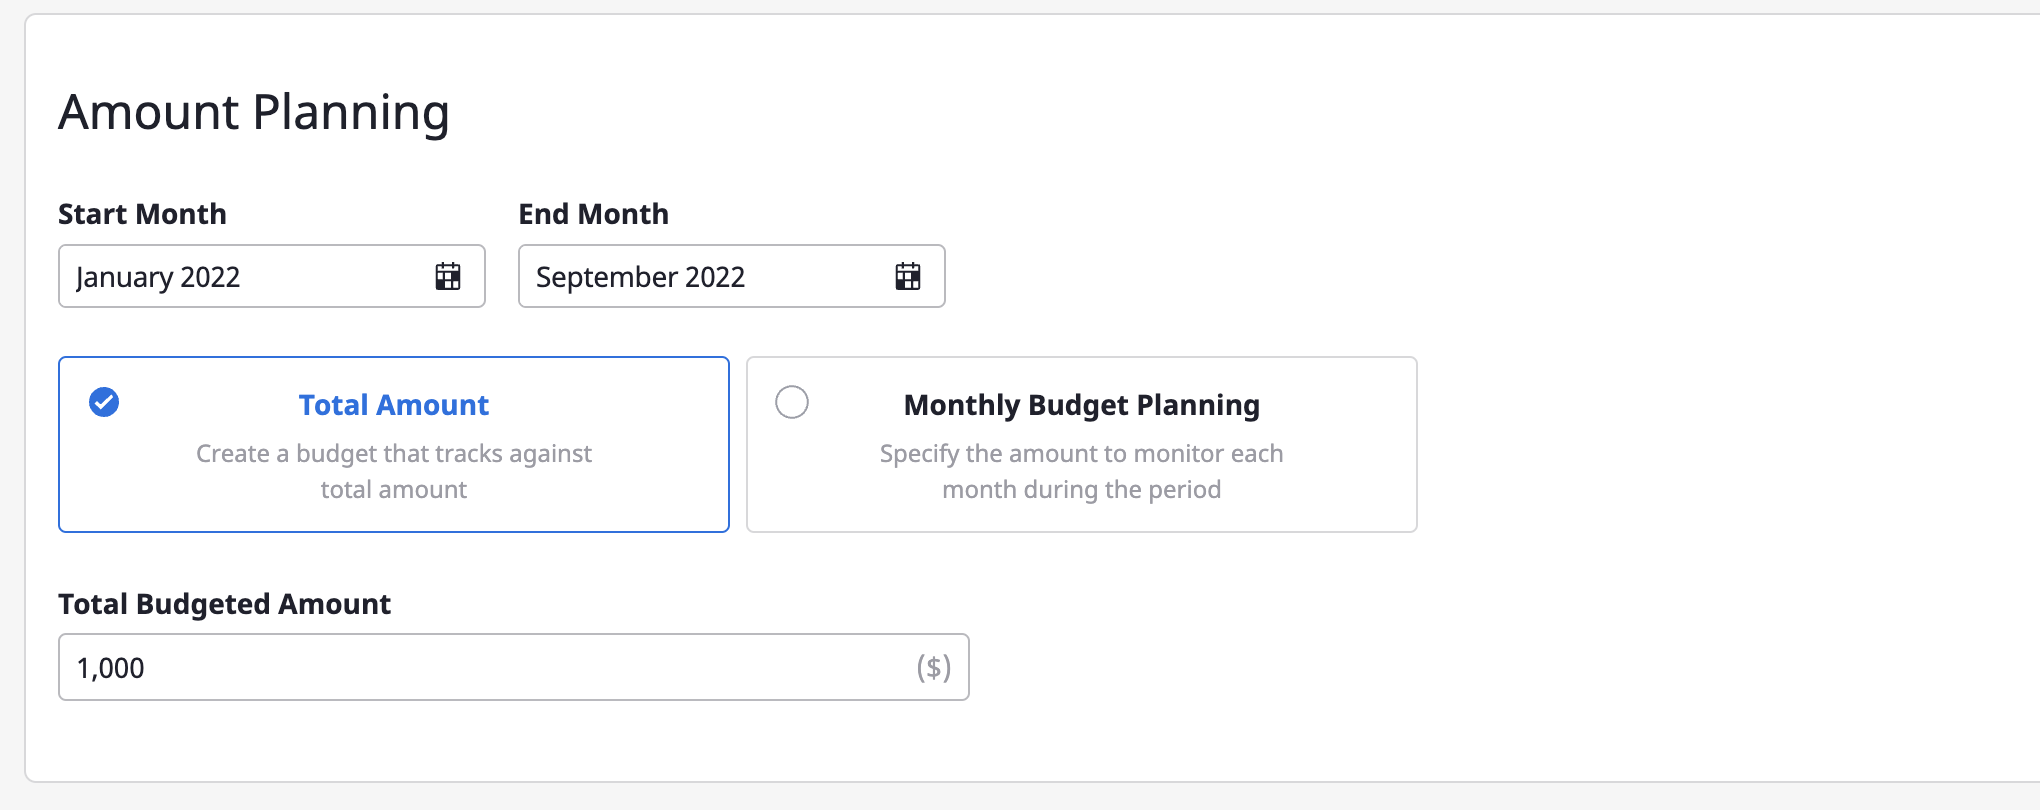 Amount Planning
Start Month
End Month
January 2022
September 2022
Total Amount
Create a budget that tracks against
total amount
Monthly Budget Planning
Specify the amount to monitor each
month during the period
Total Budgeted Amount
1,000
($)